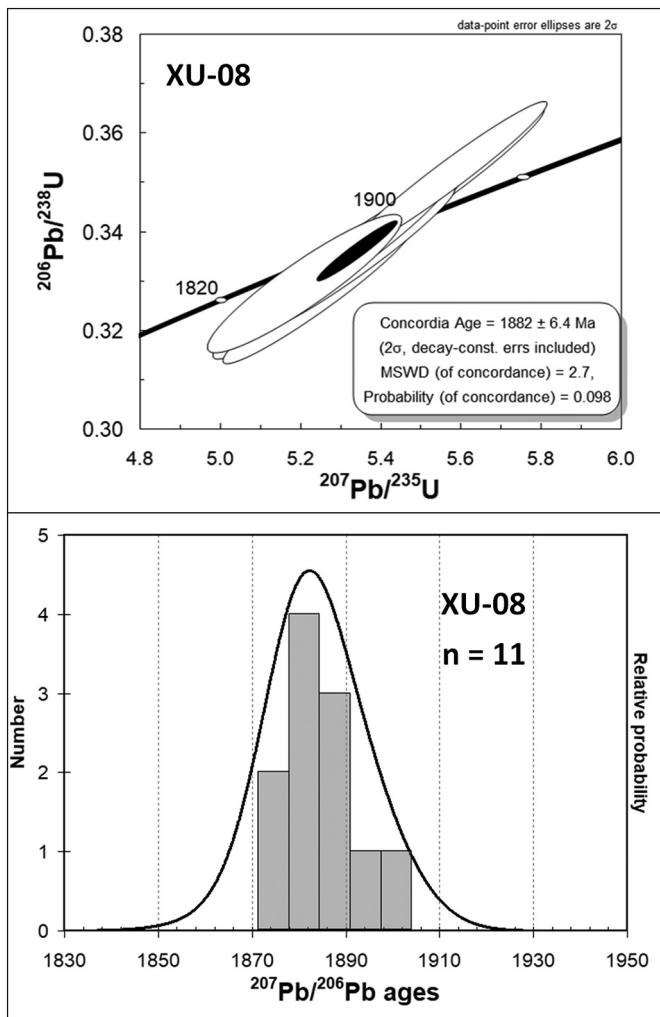 data-point error ellipses are 2σ
XU-08
0.38
0.36
0.34
0.32
0.30
²⁰⁶Pb/²³⁸U
1900
1820
Concordia Age = 1882 ± 6.4 Ma
(2σ, decay-const. errs included)
MSWD (of concordance) = 2.7,
Probability (of concordance) = 0.098
4.8 5.0 5.2 5.4 5.6 5.8 6.0
²⁰⁷Pb/²³⁵U
5
4
3
2
1
0
Number
XU-08
n = 11
Relative probability
1830 1850 1870 1890 1910 1930 1950
²⁰⁷Pb/²⁰⁶Pb ages